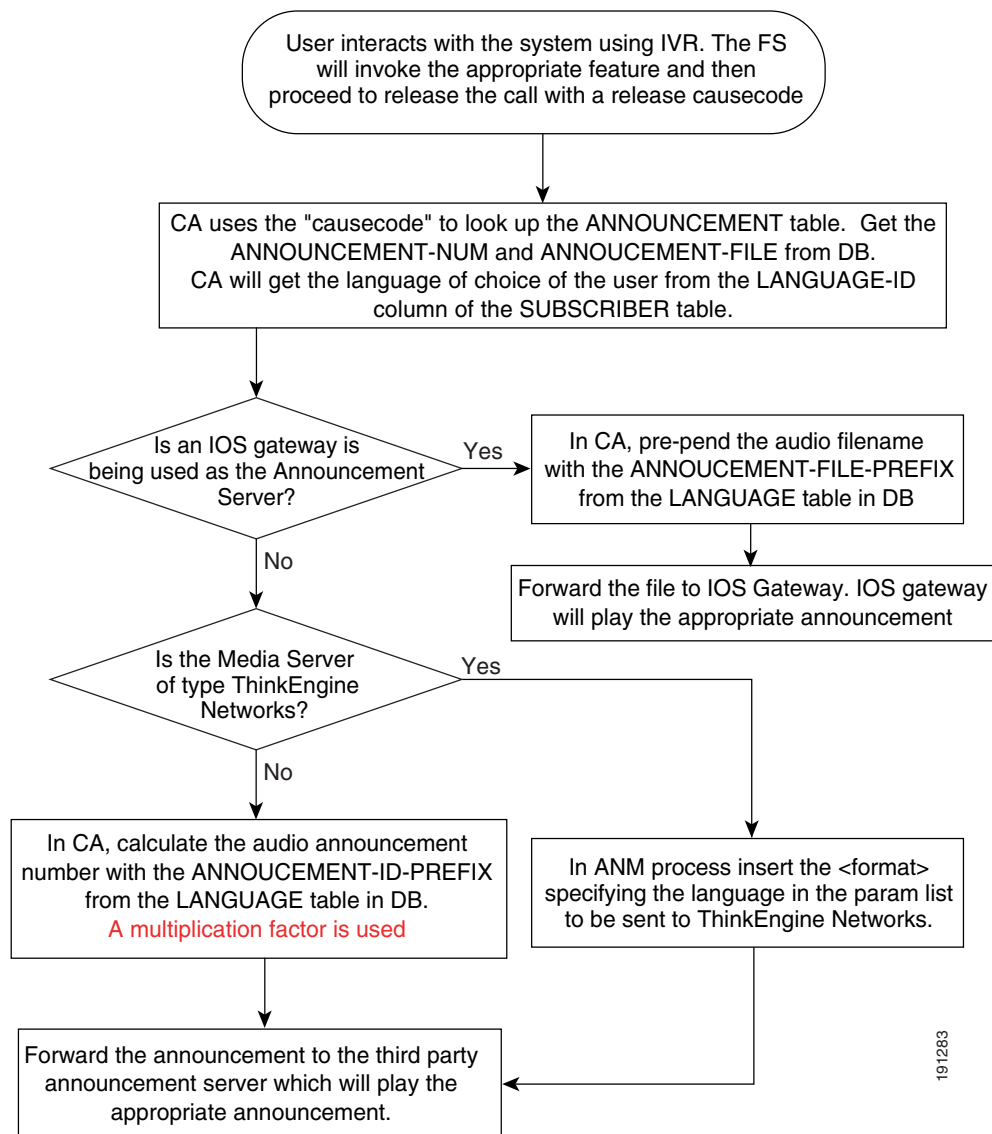 User interacts with the system using IVR. The FS
will invoke the appropriate feature and then
proceed to release the call with a release causecode
CA uses the "causecode" to look up the ANNOUNCEMENT table. Get the
ANNOUNCEMENT-NUM and ANNOUCEMENT-FILE from DB.
CA will get the language of choice of the user from the LANGUAGE-ID
column of the SUBSCRIBER table.
Is an IOS gateway is
being used as the Announcement
Server?
Yes
In CA, pre-pend the audio filename
with the ANNOUCEMENT-FILE-PREFIX
from the LANGUAGE table in DB
No
Forward the file to IOS Gateway. IOS gateway
will play the appropriate announcement
Is the Media Server
of type ThinkEngine
Networks?
Yes
No
In CA, calculate the audio announcement
number with the ANNOUCEMENT-ID-PREFIX
from the LANGUAGE table in DB.
A multiplication factor is used
In ANM process insert the <format>
specifying the language in the param list
to be sent to ThinkEngine Networks.
Forward the announcement to the third party
announcement server which will play the
appropriate announcement.
191283